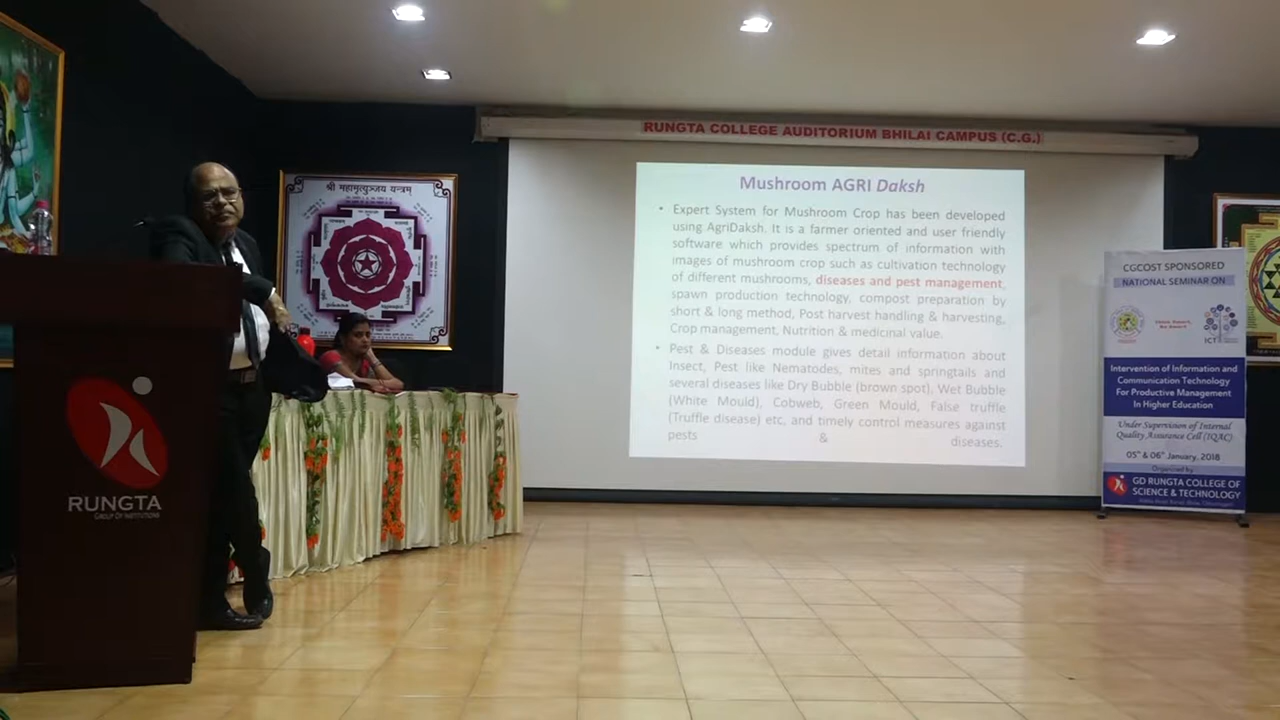 RUNGTA COLLEGE AUDITORIUM BHILAI CAMPUS (C.G.)
श्री महामृत्युञ्जय यन्त्रम्
Mushroom AGRI Daksh
• Expert System for Mushroom Crop has been developed
using AgriDaksh. It is a farmer oriented and user friendly
software which provides spectrum of information with
images of mushroom crop such as cultivation technology
of different mushrooms, diseases and pest management,
spawn production technology, compost preparation by
short & long method, Post harvest handling & harvesting,
Crop management, Nutrition & medicinal value.
• Pest & Diseases module gives detail information about
Insect, Pest like Nematodes, mites and springtails and
several diseases like Dry Bubble (brown spot), Wet Bubble
(White Mould), Cobweb, Green Mould, False truffle
(Truffle disease) etc, and timely control measures against
pests & diseases.
CGCOST SPONSORED
NATIONAL SEMINAR ON
ICT
Intervention of Information and
Communication Technology
For Productive Management
In Higher Education
Under Supervision of Internal
Quality Assurance Cell (IQAC)
05th & 06th January, 2018
Organized by
GD RUNGTA COLLEGE OF
SCIENCE & TECHNOLOGY
RUNGTA
GROUP OF INSTITUTIONS